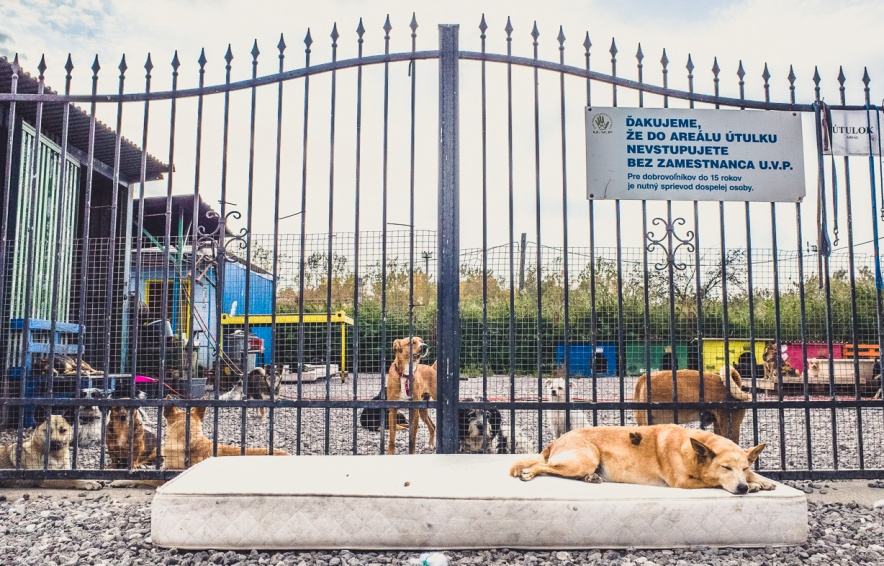 ĎAKUJEME,
ŽE DO AREÁLU ÚTULKU
NEVSTUPUJETE
BEZ ZAMESTNANCA U.V.P.
Pre dobrovoľníkov do 15 rokov
je nutný sprievod dospelej osoby.
ÚTULOK